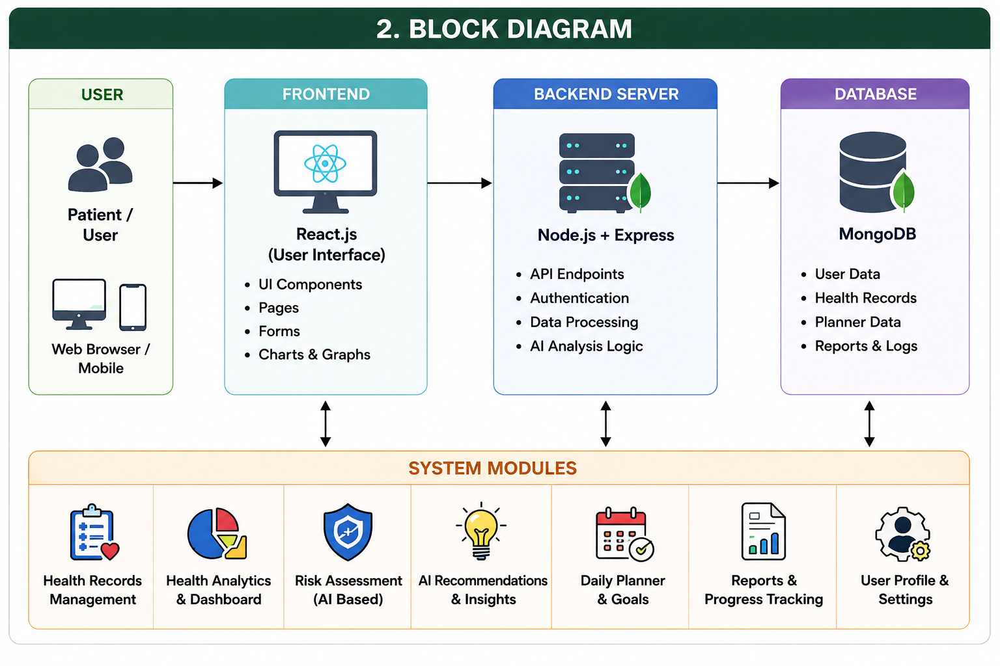 2. BLOCK DIAGRAM
USER
Patient /
User
Web Browser /
Mobile
FRONTEND
React.js
(User Interface)
• UI Components
• Pages
• Forms
• Charts & Graphs
BACKEND SERVER
Node.js + Express
• API Endpoints
• Authentication
• Data Processing
• AI Analysis Logic
DATABASE
MongoDB
• User Data
• Health Records
• Planner Data
• Reports & Logs
SYSTEM MODULES
Health Records
Management
Health Analytics
& Dashboard
Risk Assessment
(AI Based)
AI Recommendations
& Insights
Daily Planner
& Goals
Reports &
Progress Tracking
User Profile &
Settings